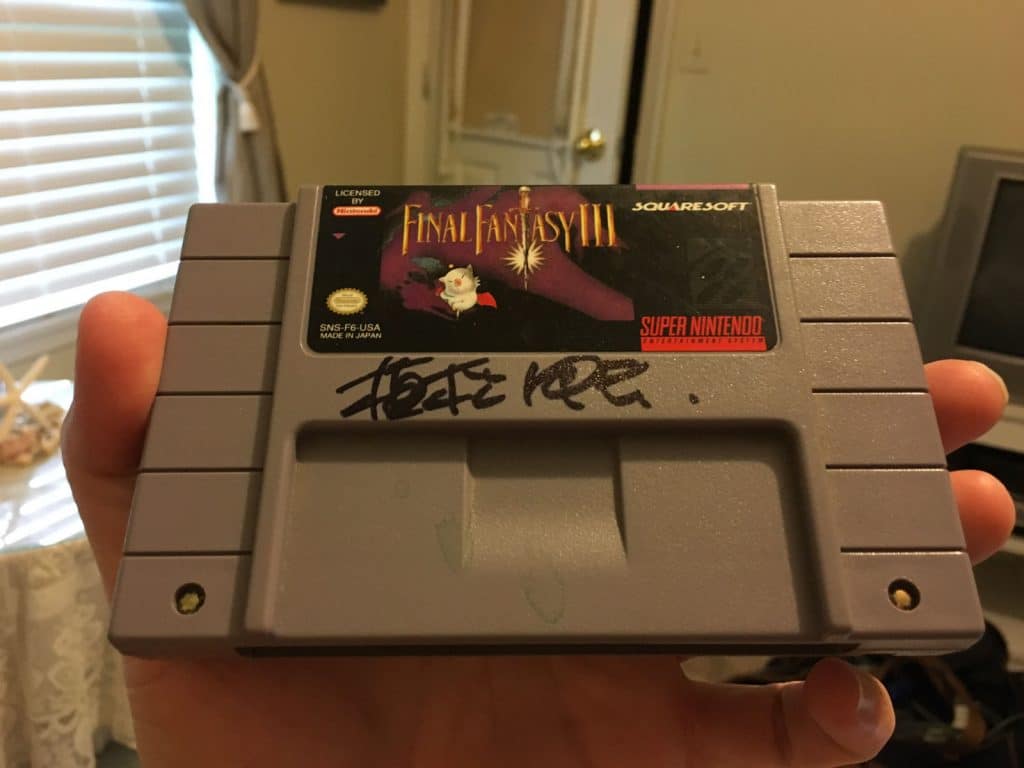 LICENSED
BY
Nintendo
FINAL FANTASY III
SQUARESOFT
SNS-F6-USA
MADE IN JAPAN
SUPER NINTENDO
ENTERTAINMENT SYSTEM